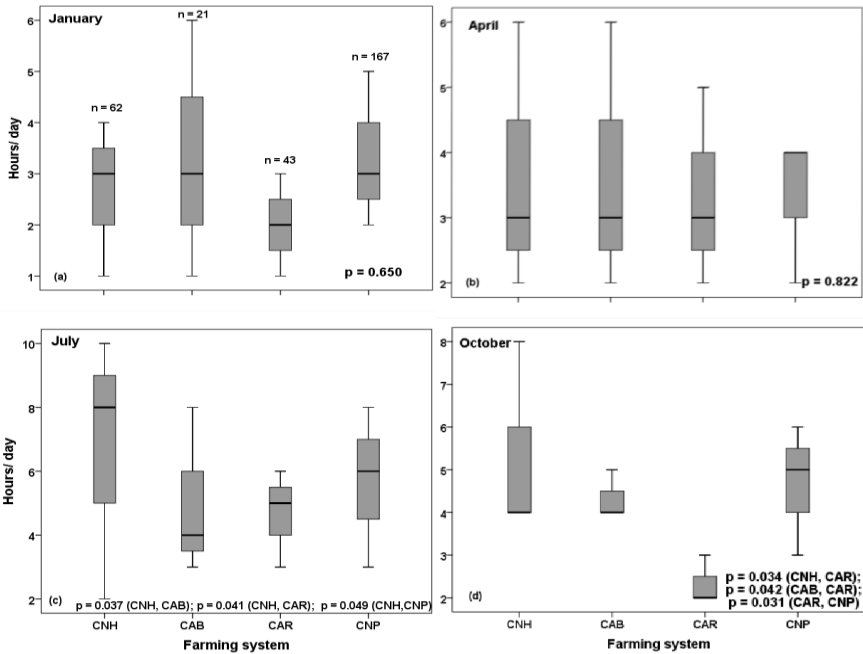 January
n = 21
n = 62
n = 167
n = 43
Hours/ day
6
5
4
3
2
1
(a)
p = 0.650
April
6
5
4
3
2
(b)
p = 0.822
July
Hours/ day
10
8
6
4
2
(c)
p = 0.037 (CNH, CAB); p = 0.041 (CNH, CAR); p = 0.049 (CNH,CNP)
CNH CAB CAR CNP
Farming system
October
8
7
6
5
4
3
2
(d)
p = 0.034 (CNH, CAR);
p = 0.042 (CAB, CAR);
p = 0.031 (CAR, CNP)
CNH CAB CAR CNP
Farming system